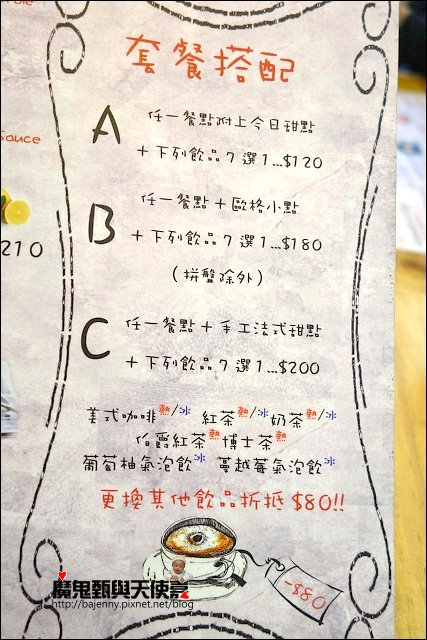 套餐搭配
A 任一餐點附上今日甜點
+下列飲品7選1...$120
B 任一餐點+歐格小點
+下列飲品7選1...$180
(拼盤除外)
C 任一餐點+手工法式甜點
+下列飲品7選1...$200
Sauce
210
美式咖啡熱/冰 紅茶熱/冰奶茶熱/冰
伯爵紅茶熱博士茶熱
葡萄柚氣泡飲冰 蔓越莓氣泡飲冰
更換其他飲品折抵$80!!
-$80
魔鬼甄與天使嘉
http://bajenny.pixnet.net/blog